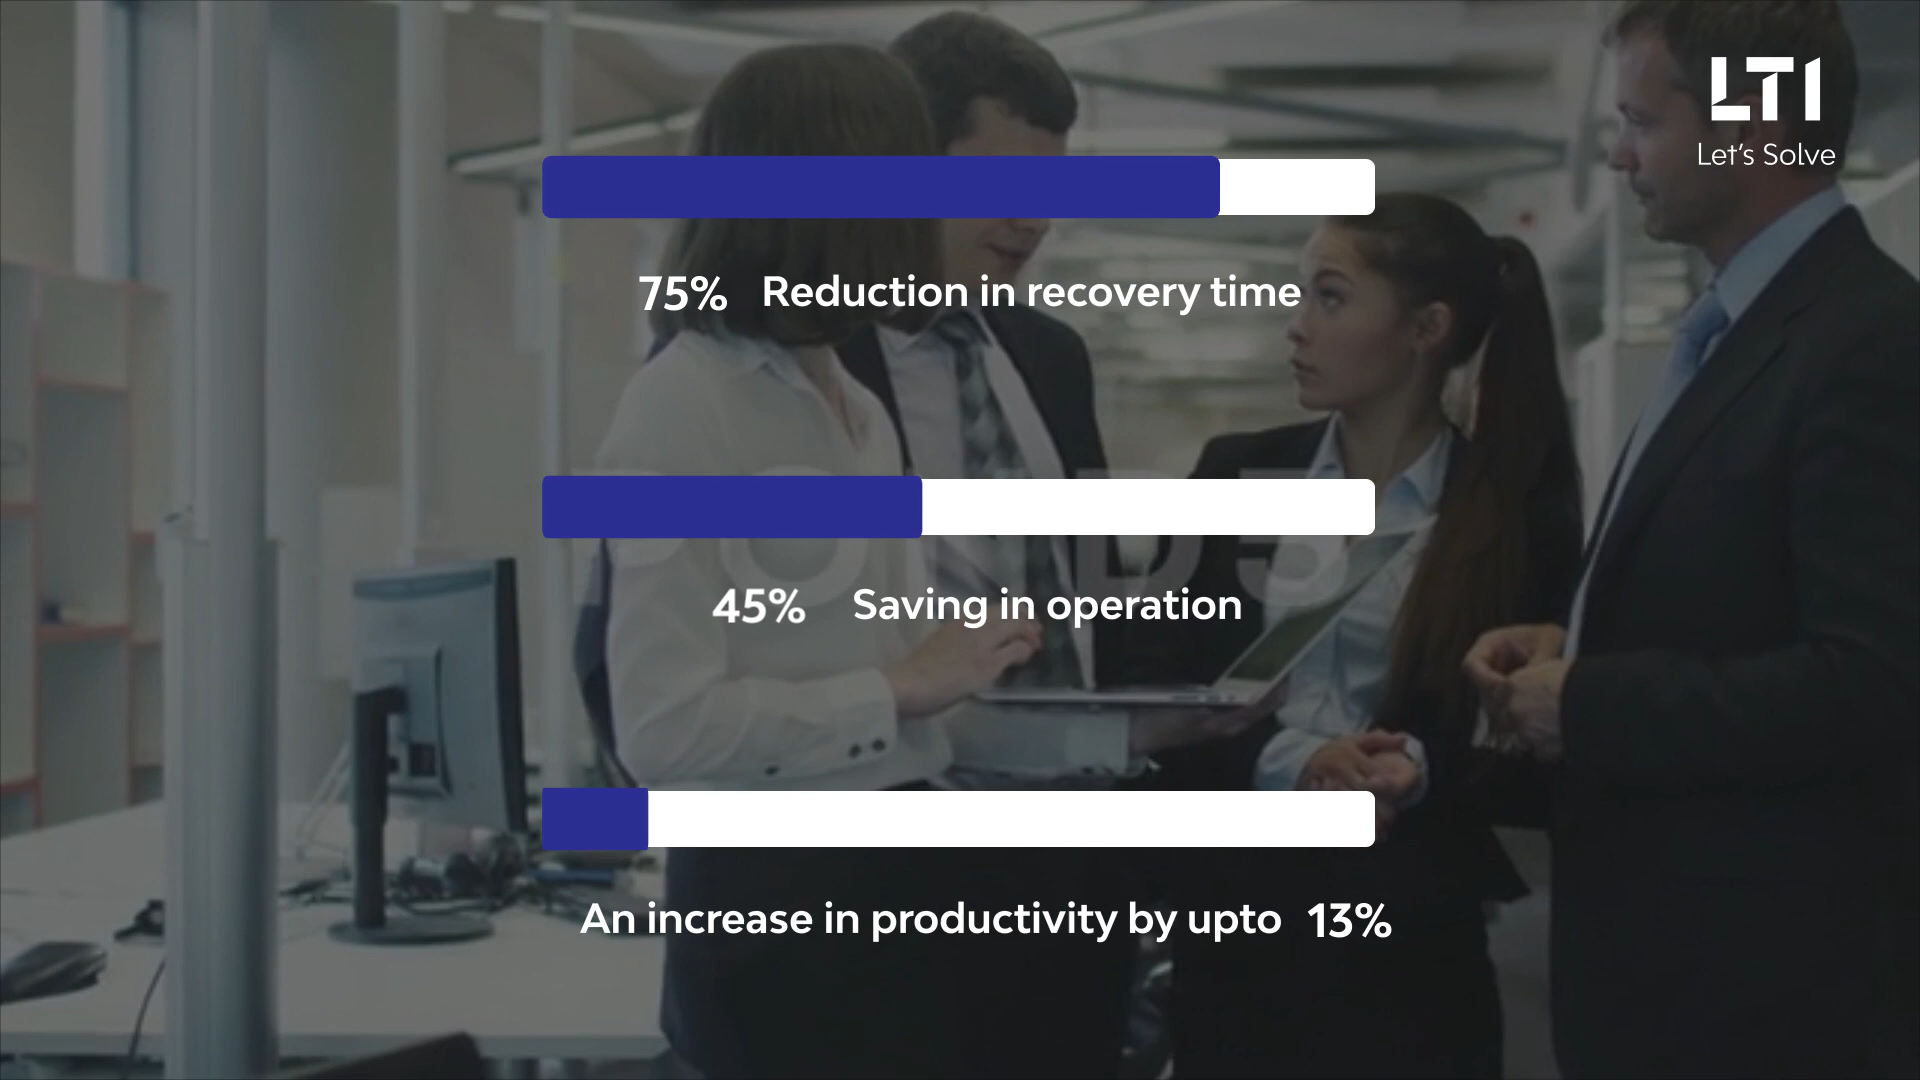 LTI
Let's Solve
75% Reduction in recovery time
45% Saving in operation
An increase in productivity by upto 13%